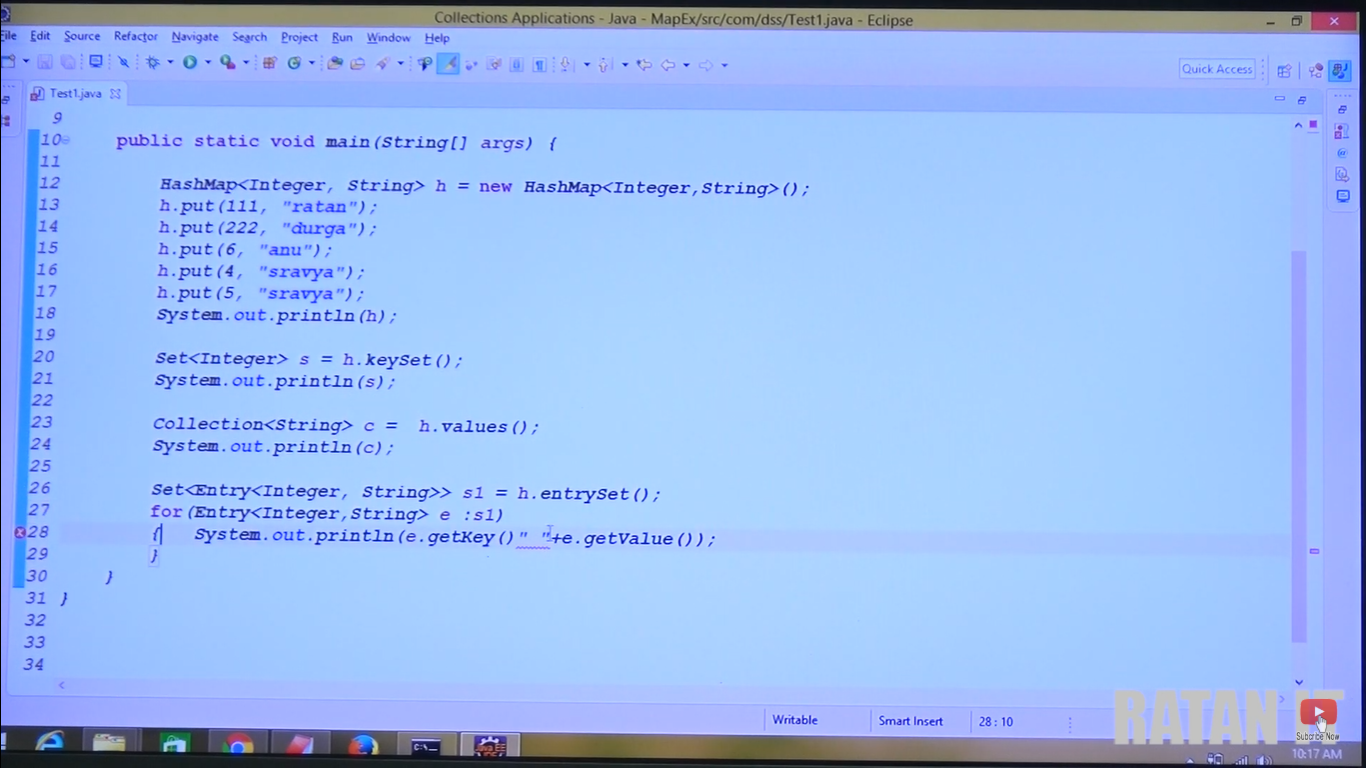 Collections Applications - Java - MapEx/src/com/dss/Test1.java - Eclipse
File Edit Source Refactor Navigate Search Project Run Window Help
Quick Access
Test1.java
9
10 public static void main(String[] args) {
11
12 HashMap<Integer, String> h = new HashMap<Integer,String>();
13 h.put(111, "ratan");
14 h.put(222, "durga");
15 h.put(6, "anu");
16 h.put(4, "sravya");
17 h.put(5, "sravya");
18 System.out.println(h);
19
20 Set<Integer> s = h.keySet();
21 System.out.println(s);
22
23 Collection<String> c = h.values();
24 System.out.println(c);
25
26 Set<Entry<Integer, String>> s1 = h.entrySet();
27 for(Entry<Integer,String> e :s1)
28 { System.out.println(e.getKey()" "+e.getValue());
29 }
30 }
31 }
32
33
34
Writable Smart Insert 28 : 10
RATAN IT
Subcribe Now
Java EE
10:17 AM